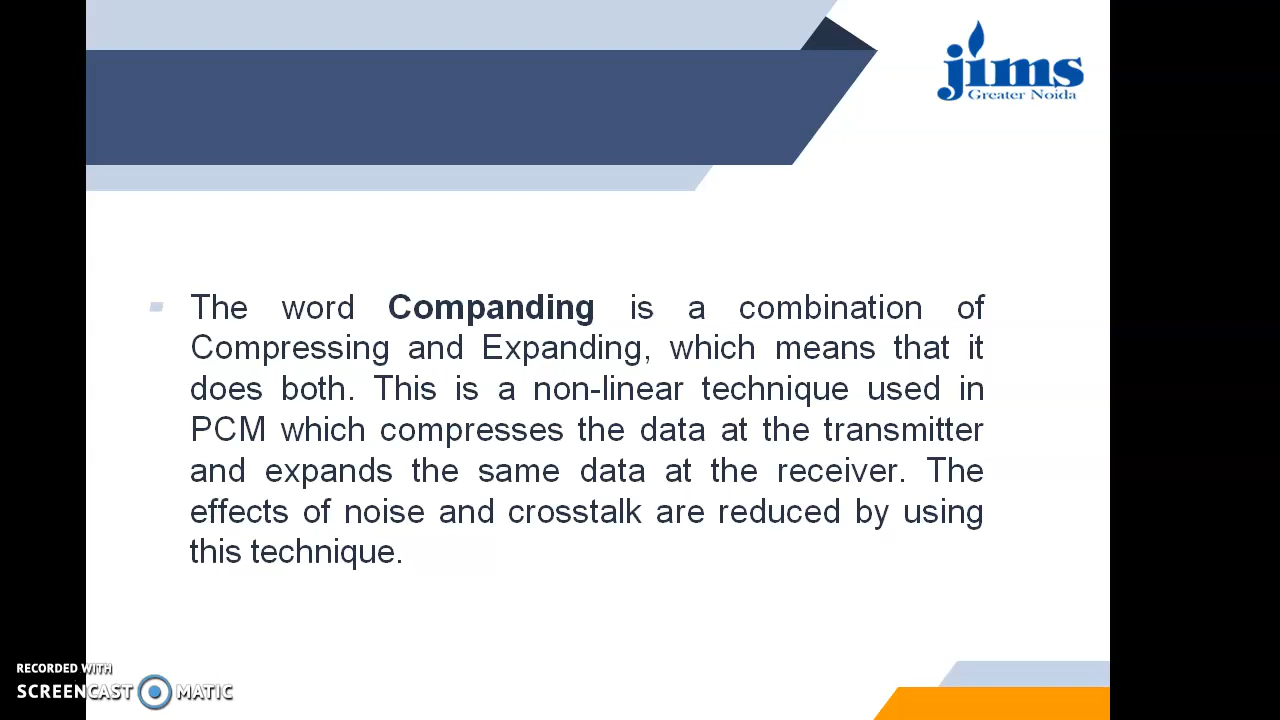 jims
Greater Noida
The word Companding is a combination of
Compressing and Expanding, which means that it
does both. This is a non-linear technique used in
PCM which compresses the data at the transmitter
and expands the same data at the receiver. The
effects of noise and crosstalk are reduced by using
this technique.
RECORDED WITH
SCREENCAST MATIC